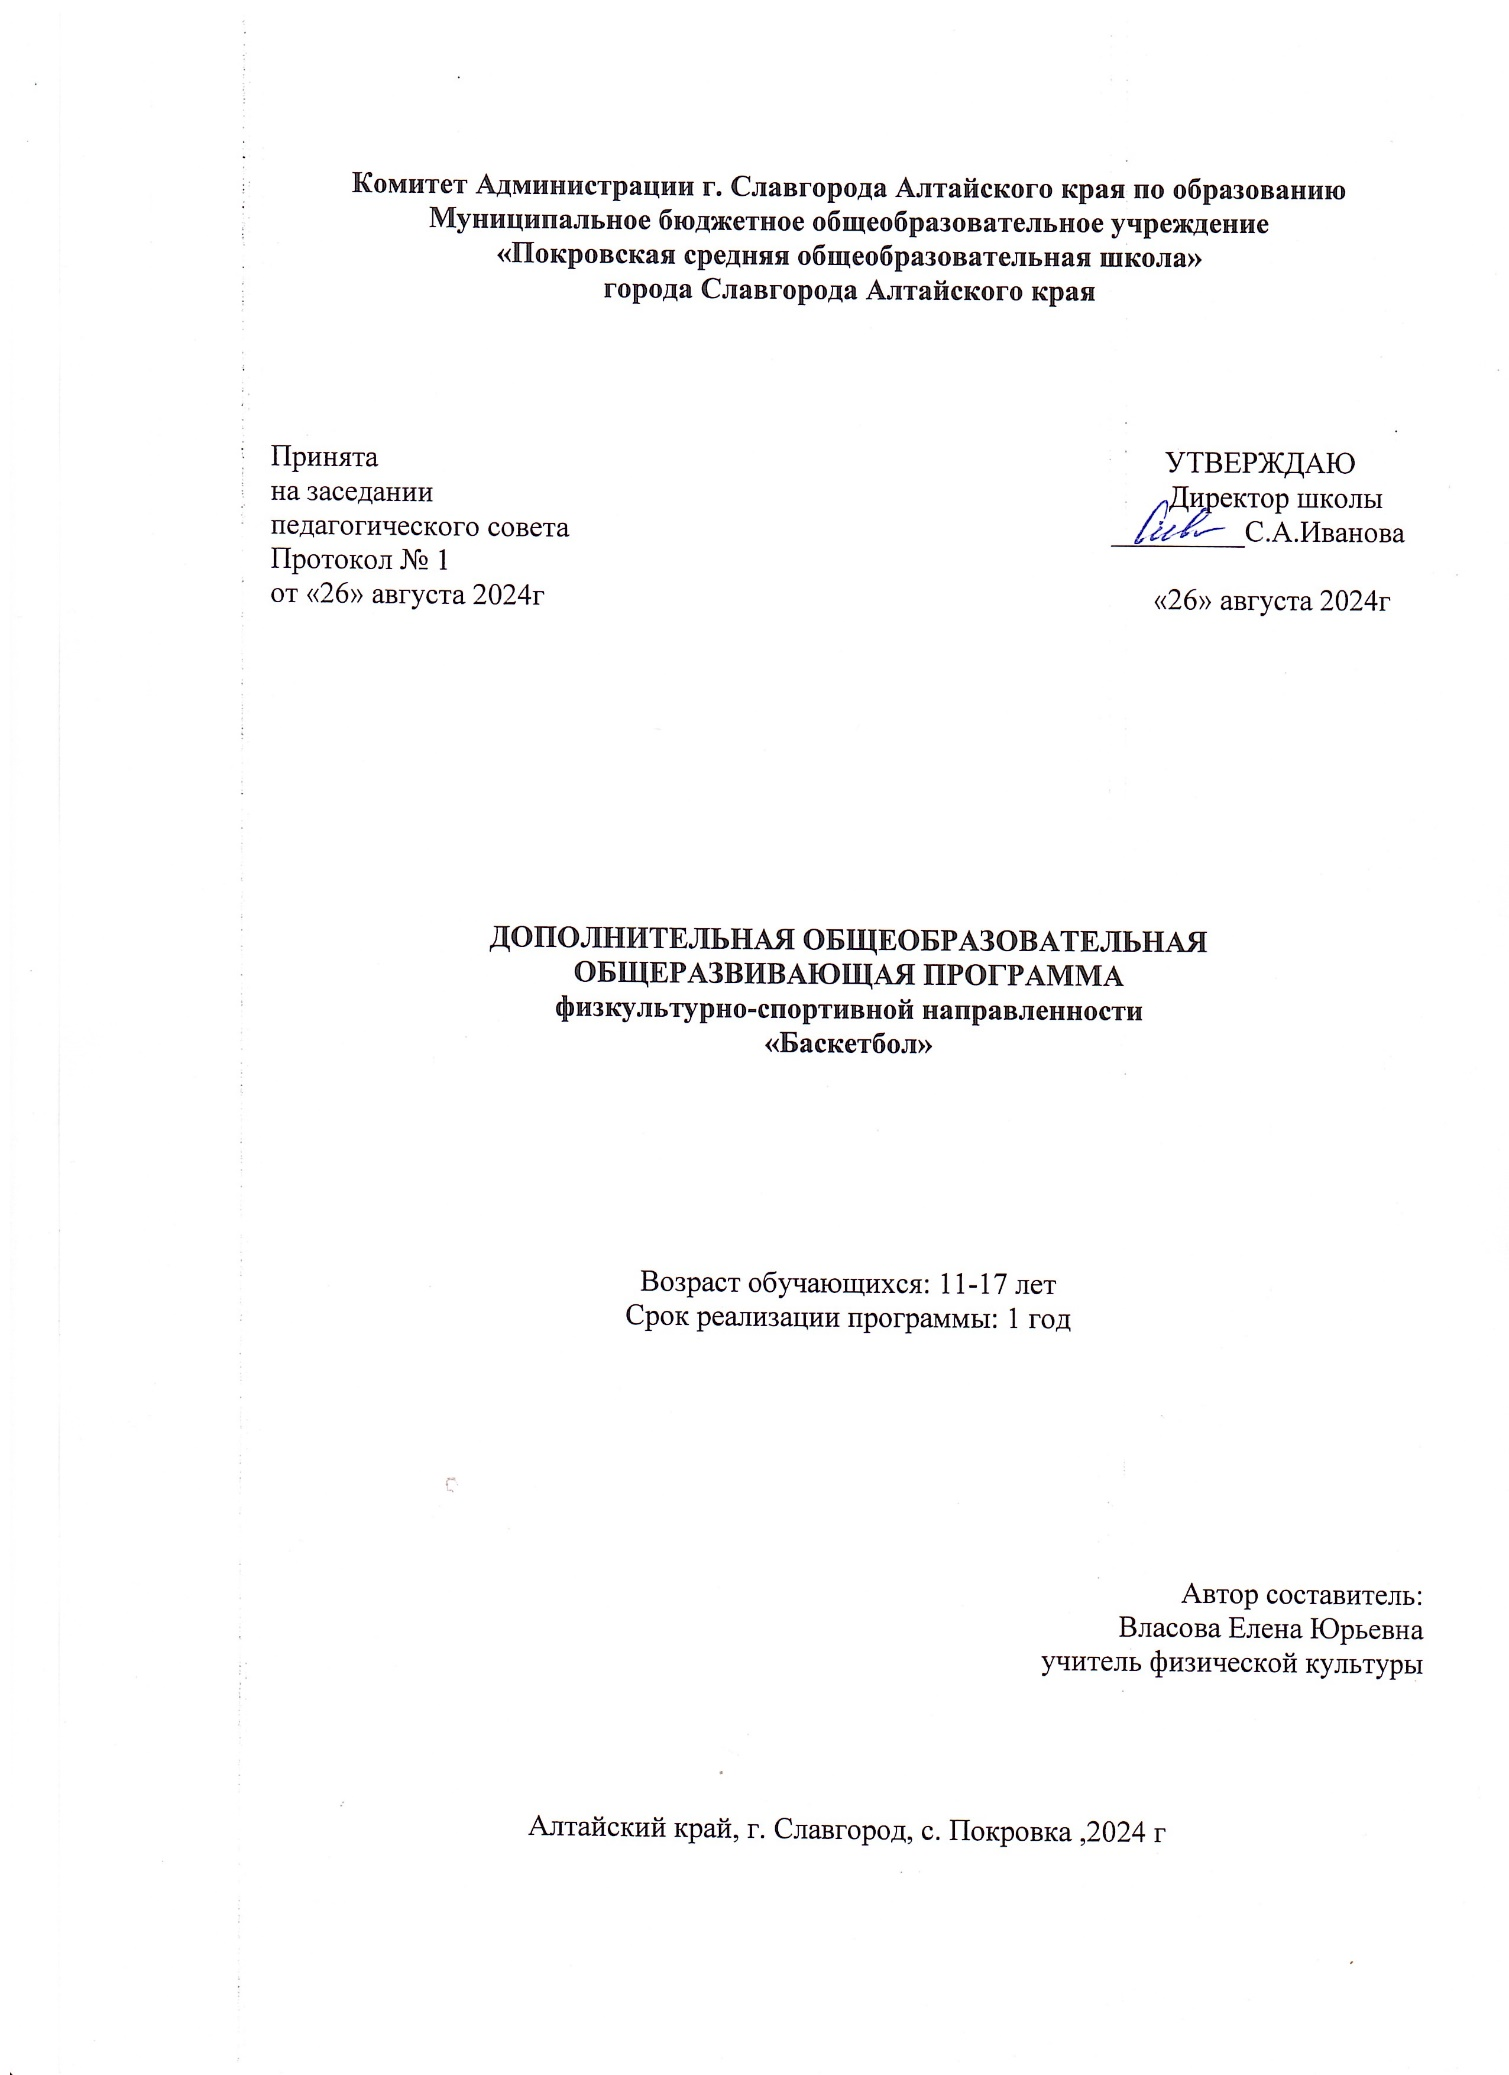 Комитет Администрации г. Славгорода Алтайского края по образованию
Муниципальное бюджетное общеобразовательное учреждение
«Покровская средняя общеобразовательная школа»
города Славгорода Алтайского края
Принята
на заседании
педагогического совета
Протокол № 1
от «26» августа 2024г
УТВЕРЖДАЮ
Директор школы
С.А.Иванова
«26» августа 2024г
ДОПОЛНИТЕЛЬНАЯ ОБЩЕОБРАЗОВАТЕЛЬНАЯ
ОБЩЕРАЗВИВАЮЩАЯ ПРОГРАММА
физкультурно-спортивной направленности
«Баскетбол»
Возраст обучающихся: 11-17 лет
Срок реализации программы: 1 год
Автор составитель:
Власова Елена Юрьевна
учитель физической культуры
Алтайский край, г. Славгород, с. Покровка ,2024 г